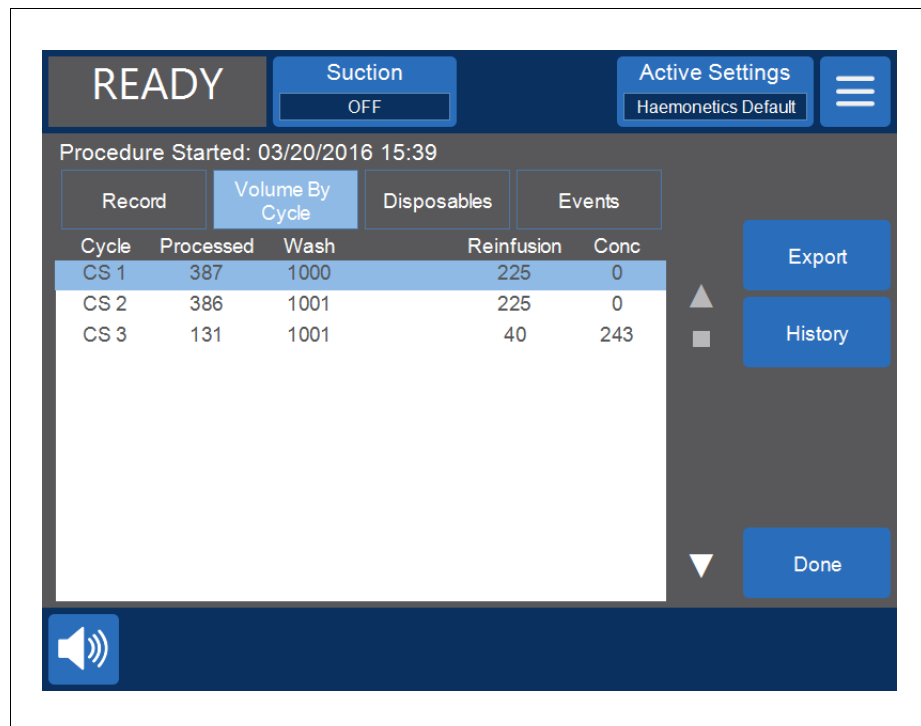 READY
Suction
OFF
Active Settings
Haemonetics Default
Procedure Started: 03/20/2016 15:39
Record
Volume By
Cycle
Disposables
Events
Cycle Processed Wash Reinfusion Conc
CS 1 387 1000 225 0
CS 2 386 1001 225 0
CS 3 131 1001 40 243
Export
History
Done